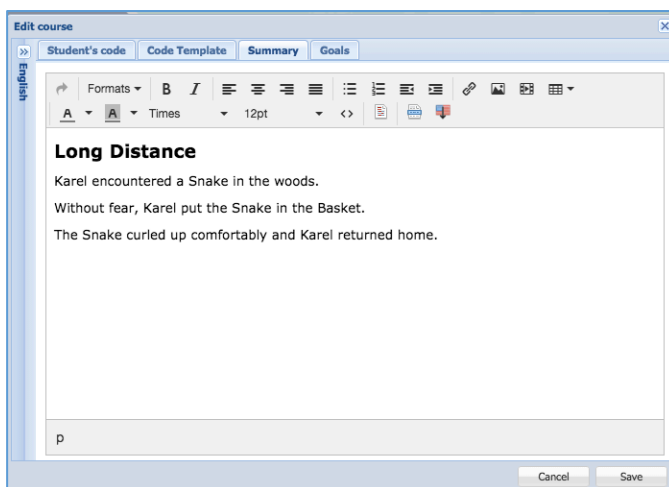 Edit course
Student's code Code Template Summary Goals
English
Formats B I
A A Times 12pt <>
Long Distance
Karel encountered a Snake in the woods.
Without fear, Karel put the Snake in the Basket.
The Snake curled up comfortably and Karel returned home.
p
Cancel Save